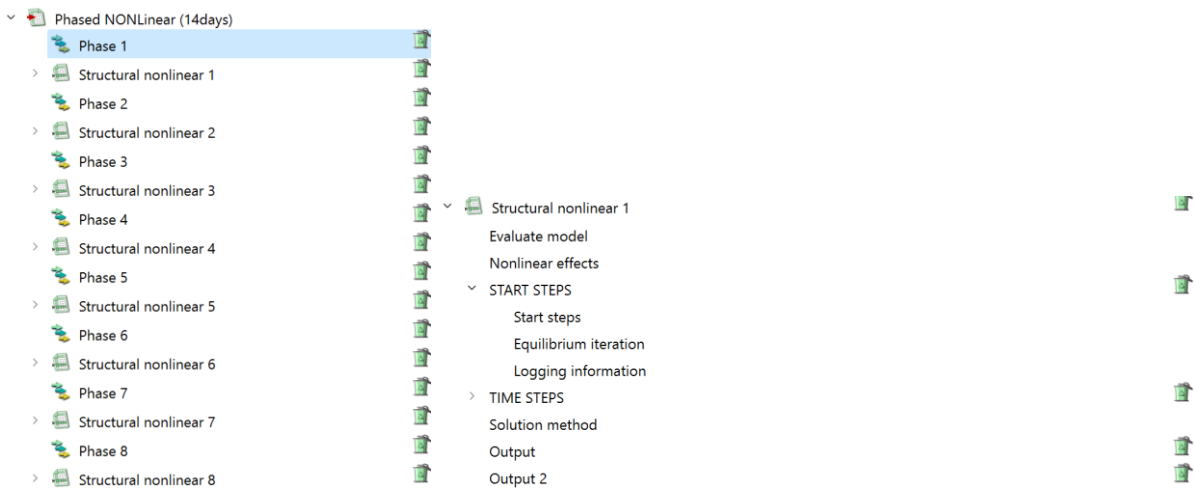 Phased NONLinear (14days)
Phase 1
Structural nonlinear 1
Phase 2
Structural nonlinear 2
Phase 3
Structural nonlinear 3
Phase 4
Structural nonlinear 4
Phase 5
Structural nonlinear 5
Phase 6
Structural nonlinear 6
Phase 7
Structural nonlinear 7
Phase 8
Structural nonlinear 8
Structural nonlinear 1
Evaluate model
Nonlinear effects
START STEPS
Start steps
Equilibrium iteration
Logging information
TIME STEPS
Solution method
Output
Output 2